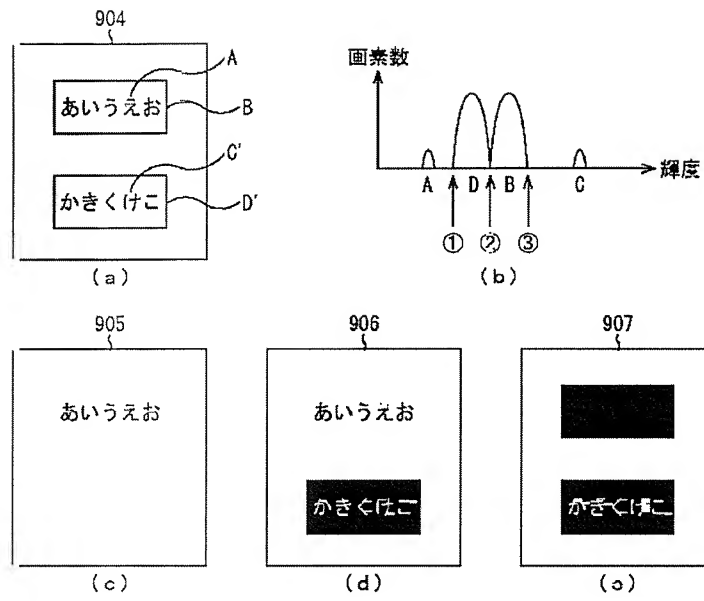 904
あいうえお
A
B
かきくけこ
C'
D'
(a)
画素数
輝度
A
D
B
C
①
②
③
(b)
905
あいうえお
(c)
906
あいうえお
かきくけこ
(d)
907
かきくけこ
(e)